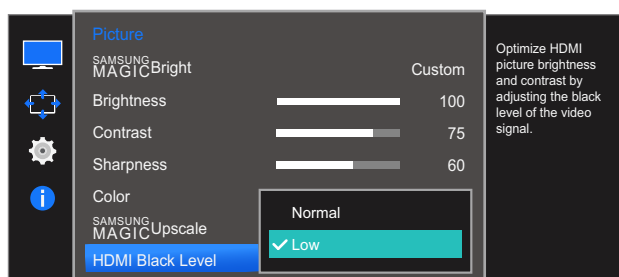 Picture
SAMSUNG
MAGICBright Custom
Brightness 100
Contrast 75
Sharpness 60
Color
SAMSUNG
MAGICUpscale
HDMI Black Level
Normal
Low
Optimize HDMI
picture brightness
and contrast by
adjusting the black
level of the video
signal.